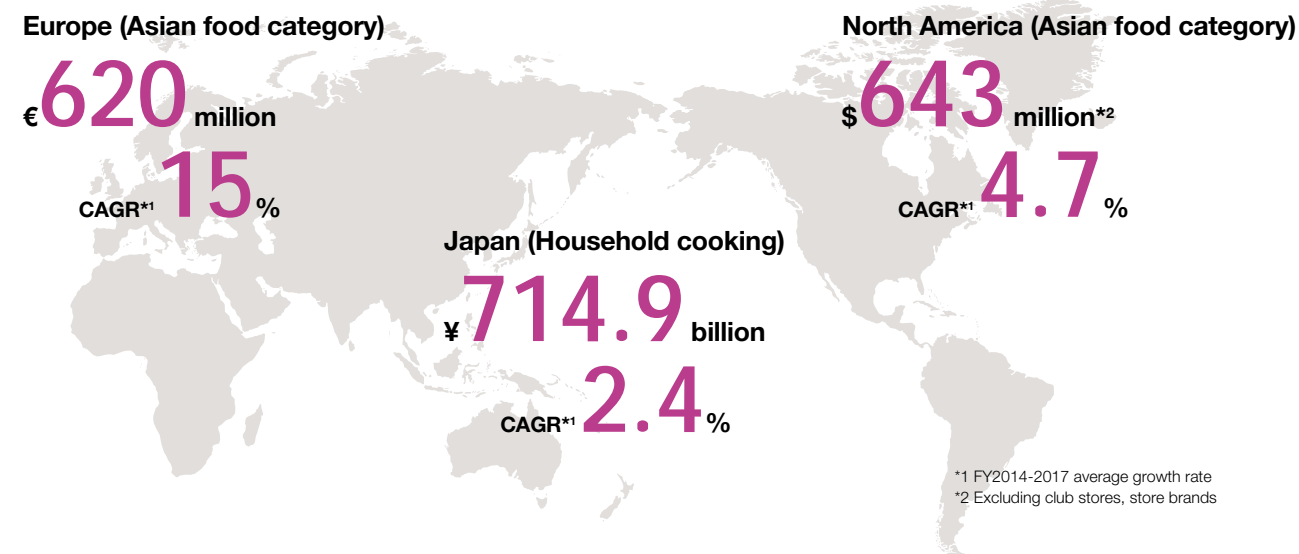 Europe (Asian food category)
€620 million
CAGR*1 15%
North America (Asian food category)
$643 million*2
CAGR*1 4.7%
Japan (Household cooking)
¥714.9 billion
CAGR*1 2.4%
*1 FY2014-2017 average growth rate
*2 Excluding club stores, store brands